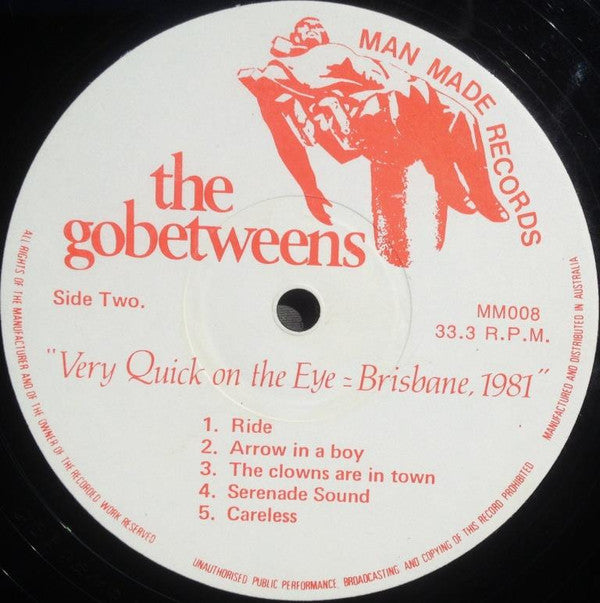 MAN MADE RECORDS
the
gobetweens
Side Two.
MM008
33.3 R.P.M.
"Very Quick on the Eye = Brisbane, 1981"
1. Ride
2. Arrow in a boy
3. The clowns are in town
4. Serenade Sound
5. Careless
ALL RIGHTS OF THE MANUFACTURER AND OF THE OWNER OF THE RECORDED WORK RESERVED
UNAUTHORISED PUBLIC PERFORMANCE, BROADCASTING AND COPYING OF THIS RECORD PROHIBITED
MANUFACTURED AND DISTRIBUTED IN AUSTRALIA